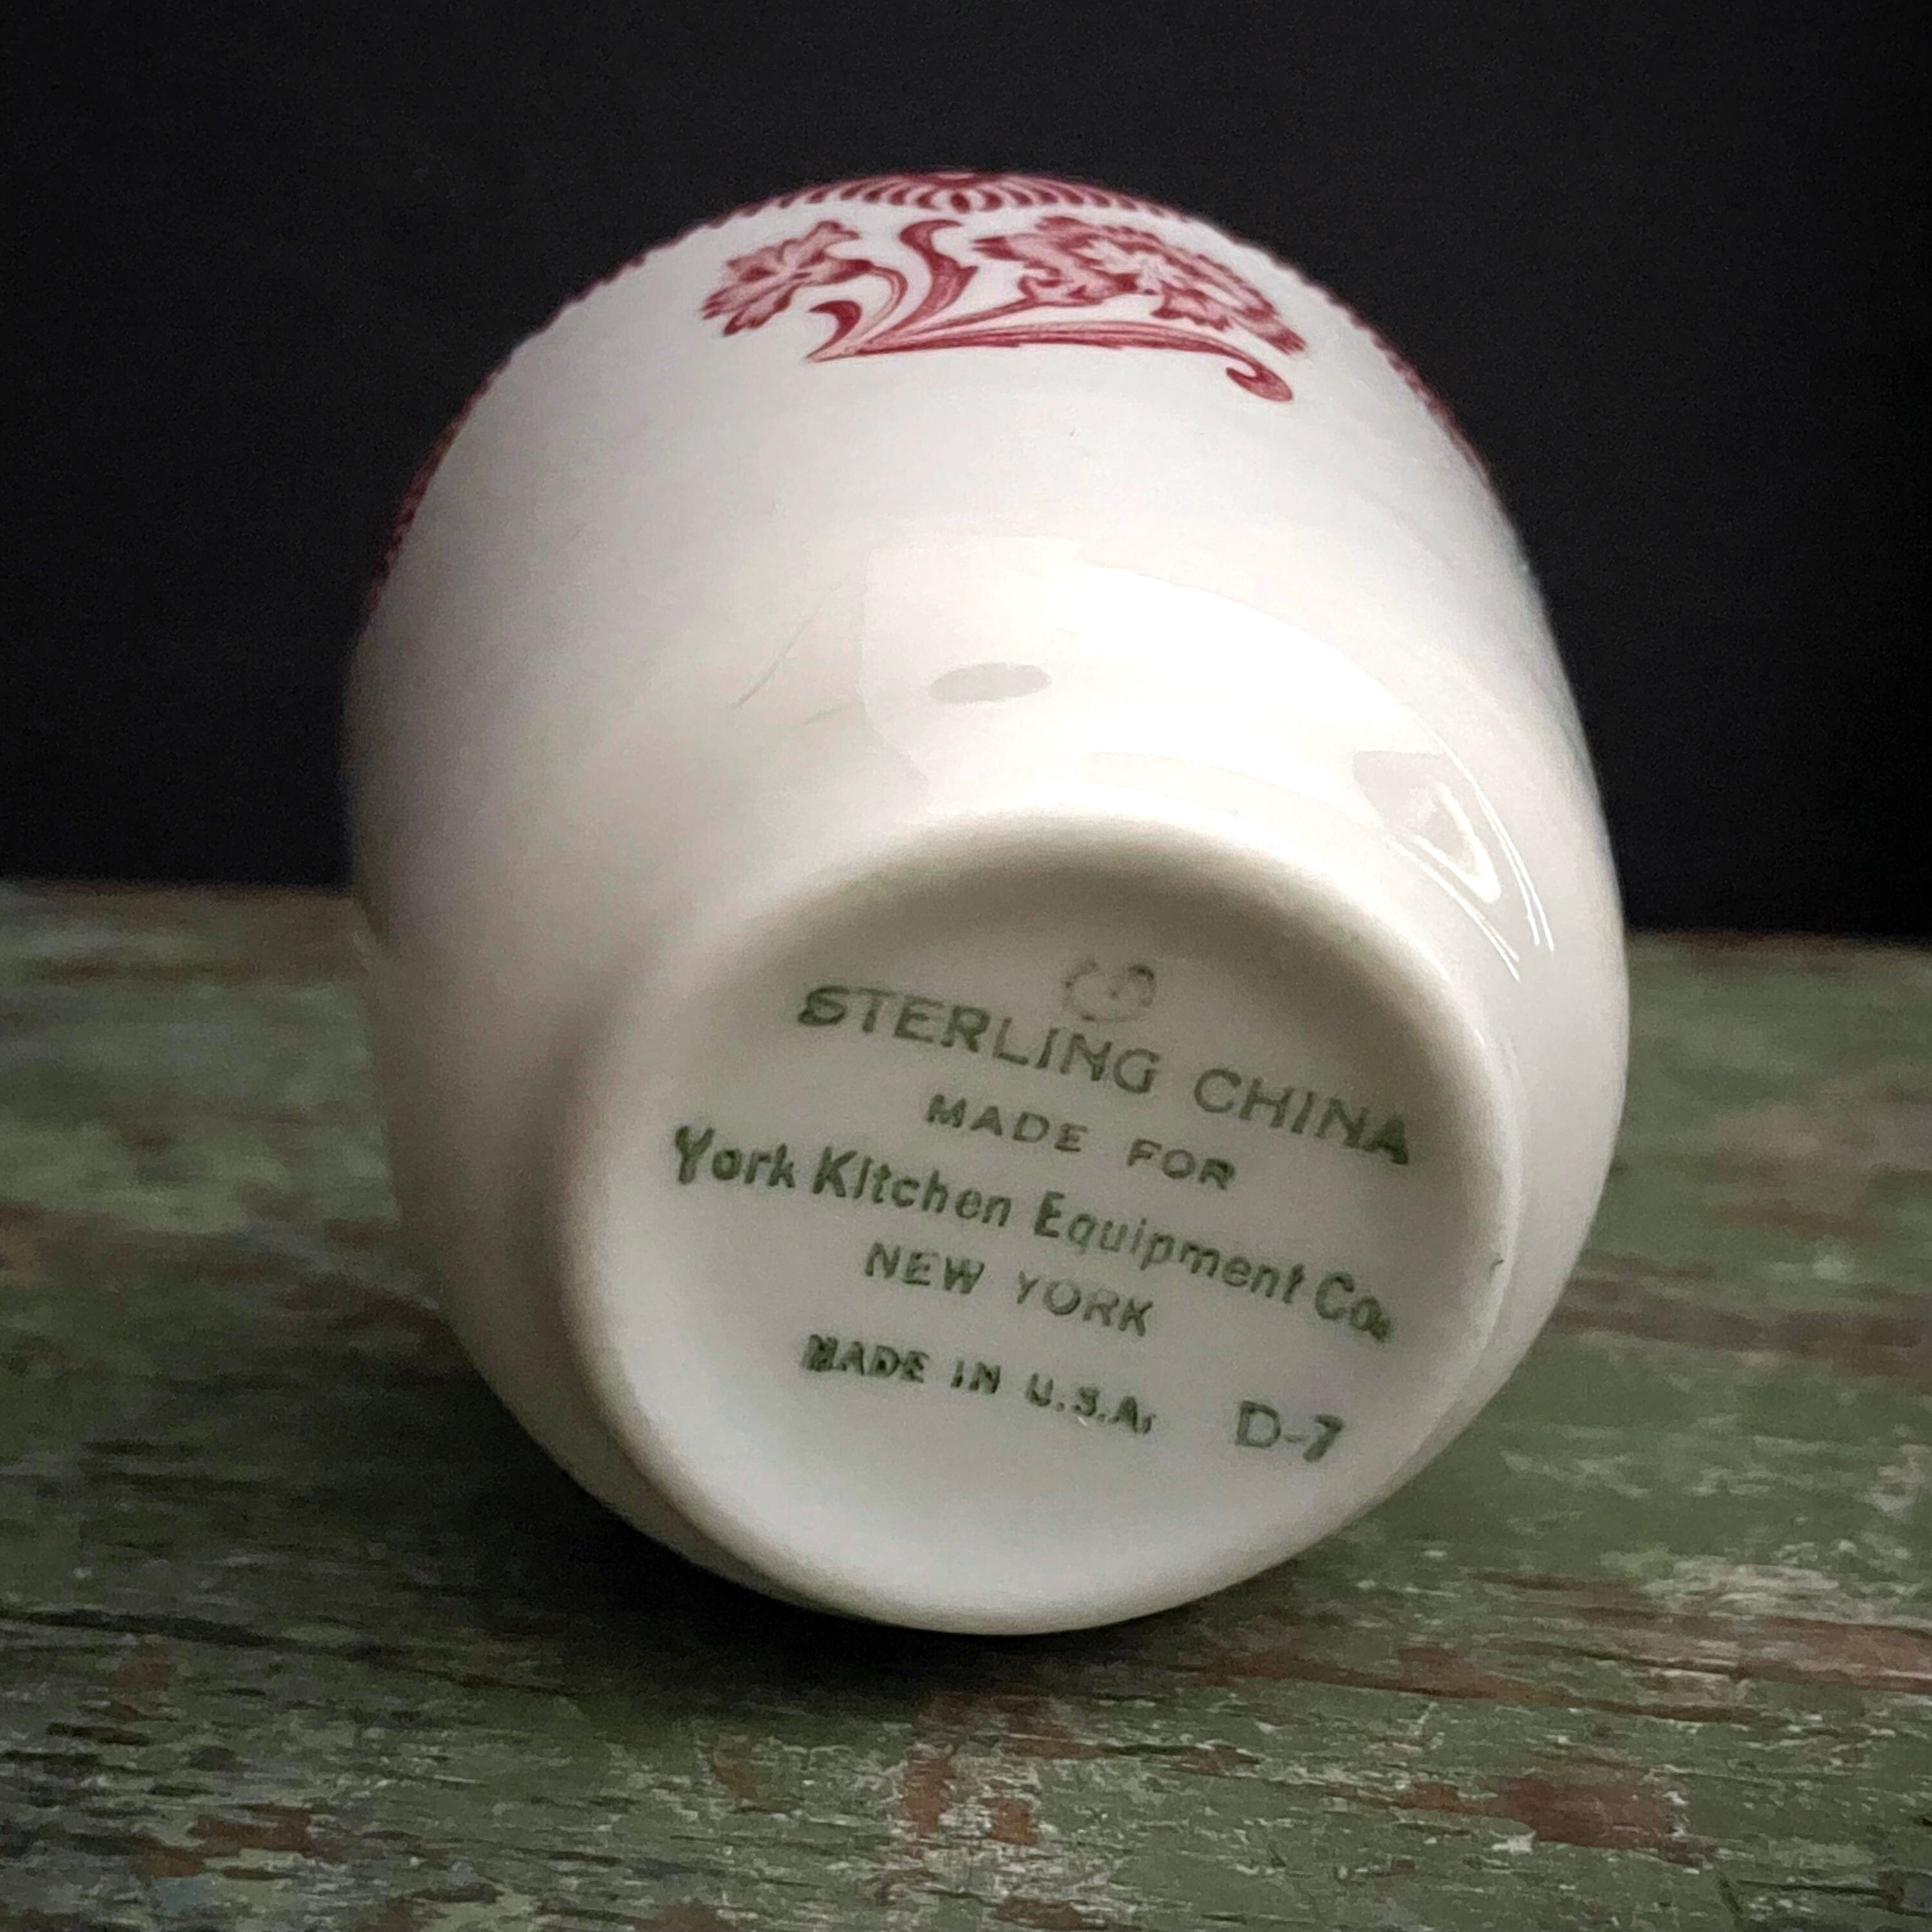 S
STERLING CHINA
MADE FOR
York Kitchen Equipment Co.
NEW YORK
MADE IN U.S.A. D-7